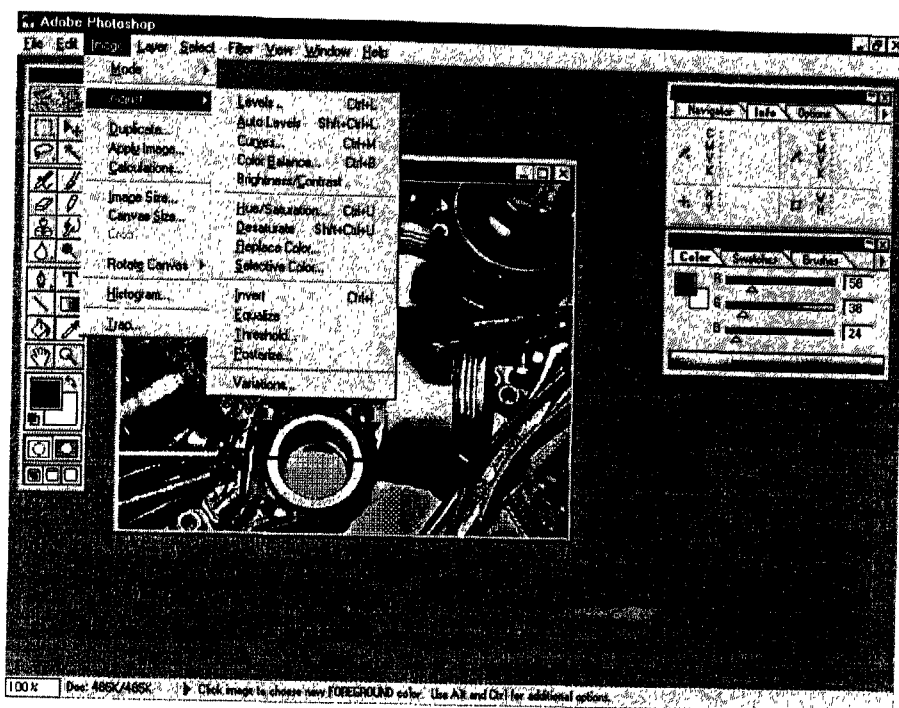 Adobe Photoshop
File Edit Image Layer Select Filter View Window Help
Mode
Adjust
Duplicate...
Apply Image...
Calculations...
Image Size...
Canvas Size...
Crop
Rotate Canvas
Histogram...
Trap...
Levels... Ctrl+L
Auto Levels Shft+Ctrl+L
Curves... Ctrl+M
Color Balance... Ctrl+B
Brightness/Contrast...
Hue/Saturation... Ctrl+U
Desaturate Shft+Ctrl+U
Replace Color...
Selective Color...
Invert Ctrl+I
Equalize
Threshold...
Posterize...
Variations...
Navigator Info Options
C M Y K
C M Y K
X Y
W H
Color Swatches Brushes
R 58
G 38
B 24
T
100% Doc: 465K/465K Click image to choose new FOREGROUND color. Use Alt and Ctrl for additional options.